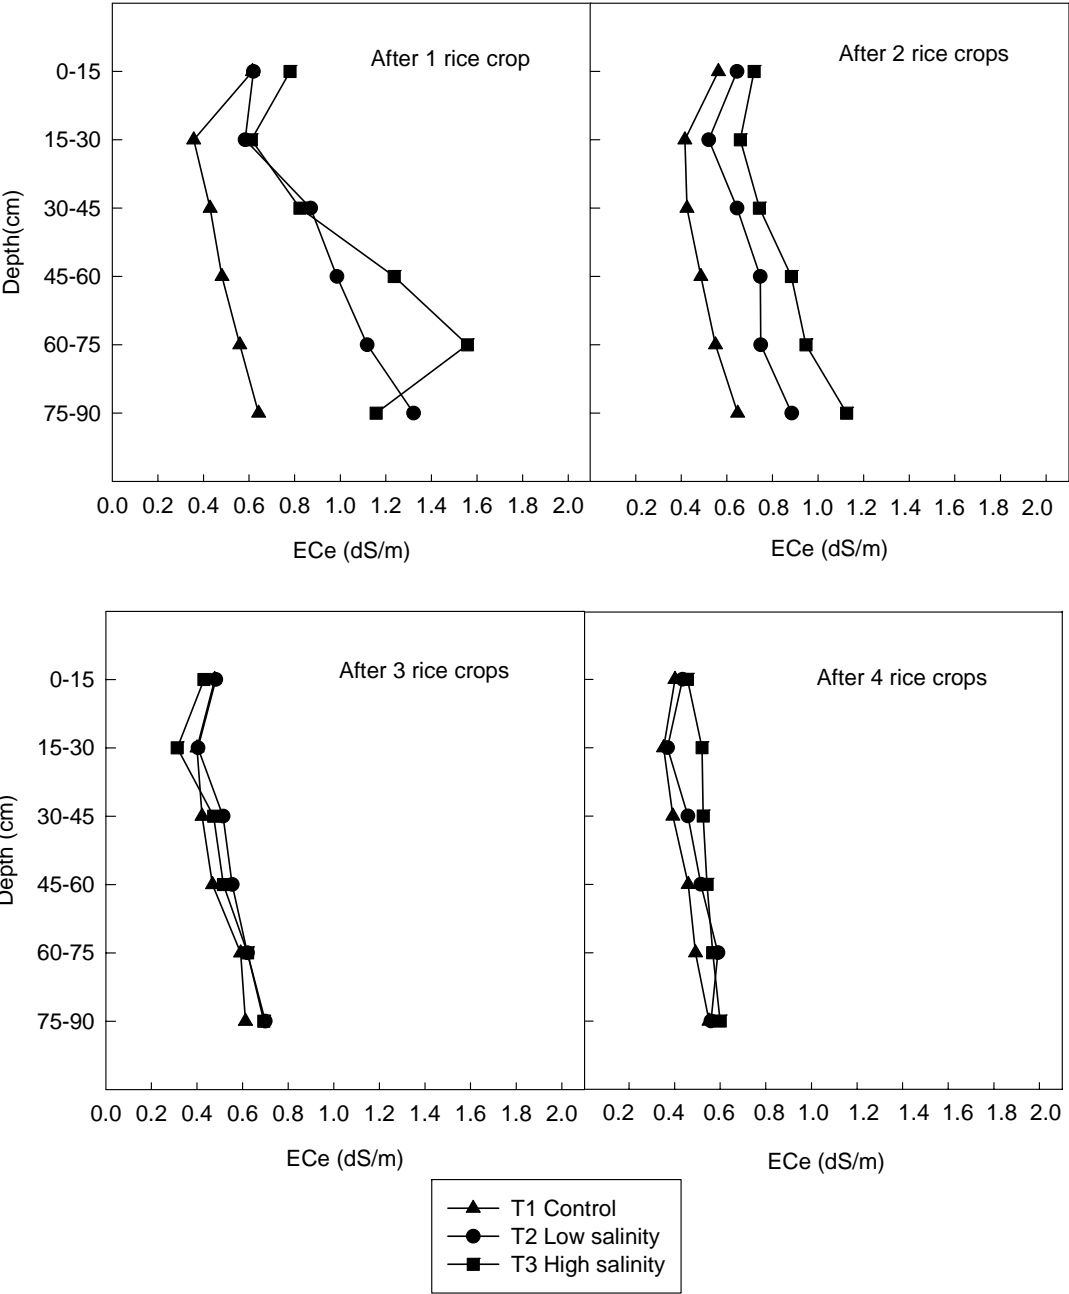 After 1 rice crop
After 2 rice crops
0-15
15-30
30-45
45-60
60-75
75-90
Depth(cm)
0.0 0.2 0.4 0.6 0.8 1.0 1.2 1.4 1.6 1.8 2.0
0.2 0.4 0.6 0.8 1.0 1.2 1.4 1.6 1.8 2.0
ECe (dS/m)
ECe (dS/m)
After 3 rice crops
After 4 rice crops
0-15
15-30
30-45
45-60
60-75
75-90
Depth (cm)
0.0 0.2 0.4 0.6 0.8 1.0 1.2 1.4 1.6 1.8 2.0
0.2 0.4 0.6 0.8 1.0 1.2 1.4 1.6 1.8 2.0
ECe (dS/m)
ECe (dS/m)
T1 Control
T2 Low salinity
T3 High salinity